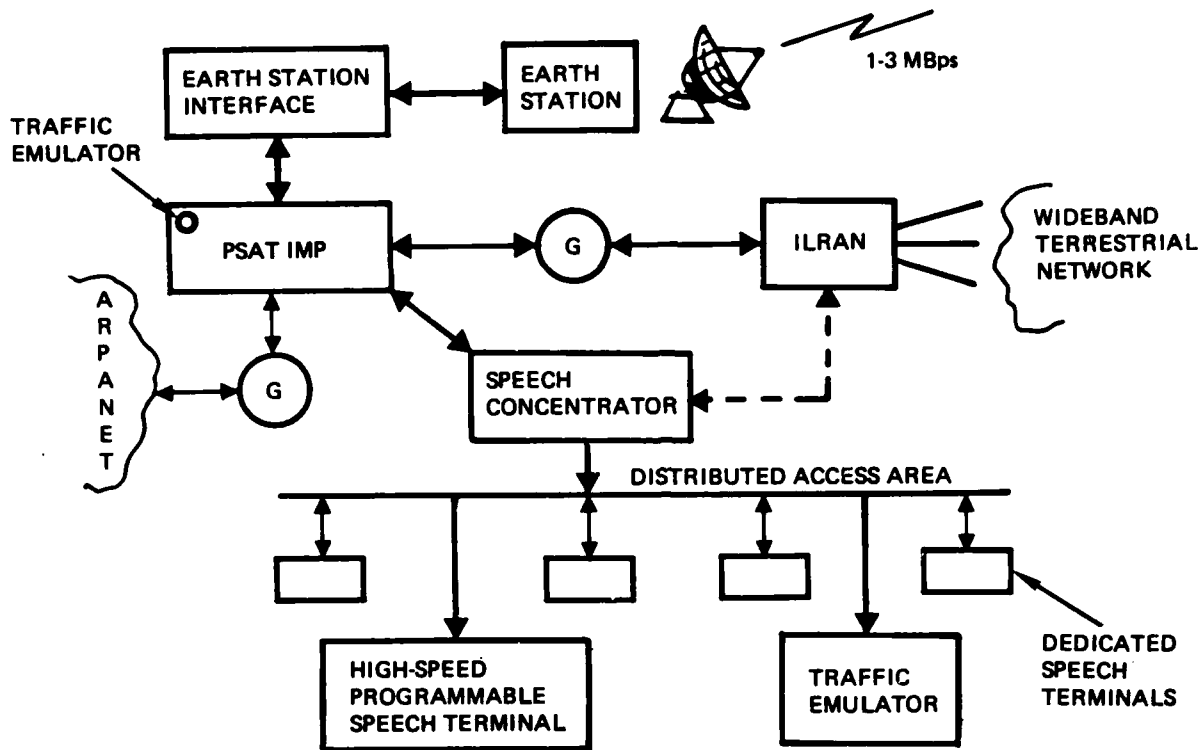 EARTH STATION
INTERFACE
EARTH
STATION
1-3 MBps
TRAFFIC
EMULATOR
PSAT IMP
G
ILRAN
WIDEBAND
TERRESTRIAL
NETWORK
ARPANET
G
SPEECH
CONCENTRATOR
DISTRIBUTED ACCESS AREA
HIGH-SPEED
PROGRAMMABLE
SPEECH TERMINAL
TRAFFIC
EMULATOR
DEDICATED
SPEECH
TERMINALS